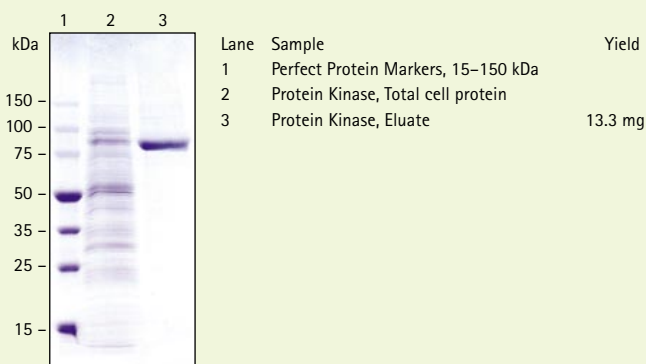 1 2 3
kDa
150 –
100 –
75 –
50 –
35 –
25 –
15 –
Lane Sample Yield
1 Perfect Protein Markers, 15–150 kDa
2 Protein Kinase, Total cell protein
3 Protein Kinase, Eluate 13.3 mg